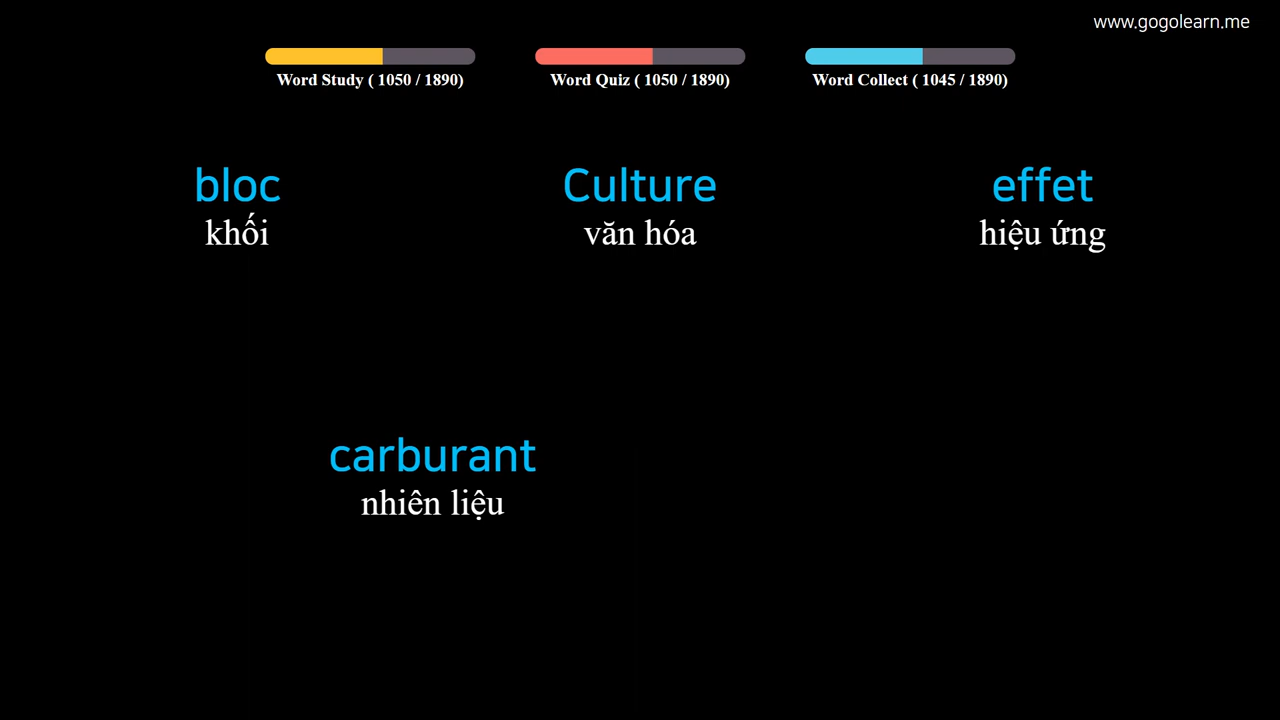 www.gogolearn.me
Word Study ( 1050 / 1890)
Word Quiz ( 1050 / 1890)
Word Collect ( 1045 / 1890)
bloc
khối
Culture
văn hóa
effet
hiệu ứng
carburant
nhiên liệu